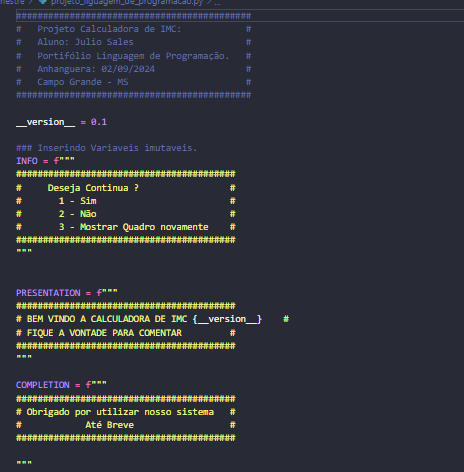 nestre > projeto_liguagem_de_programacao.py > ...
############################################
#   Projeto Calculadora de IMC:            #
#   Aluno: Julio Sales                     #
#   Portifólio Linguagem de Programação.   #
#   Anhanguera: 02/09/2024                 #
#   Campo Grande - MS                      #
############################################
__version__ = 0.1
### Inserindo Variaveis imutaveis.
INFO = f"""
#########################################
#     Deseja Continua ?                 #
#       1 - Sim                         #
#       2 - Não                         #
#       3 - Mostrar Quadro novamente    #
#########################################
"""
PRESENTATION = f"""
#########################################
# BEM VINDO A CALCULADORA DE IMC {__version__}    #
# FIQUE A VONTADE PARA COMENTAR         #
#########################################
"""
COMPLETION = f"""
#########################################
# Obrigado por utilizar nosso sistema   #
#            Até Breve                  #
#########################################
"""